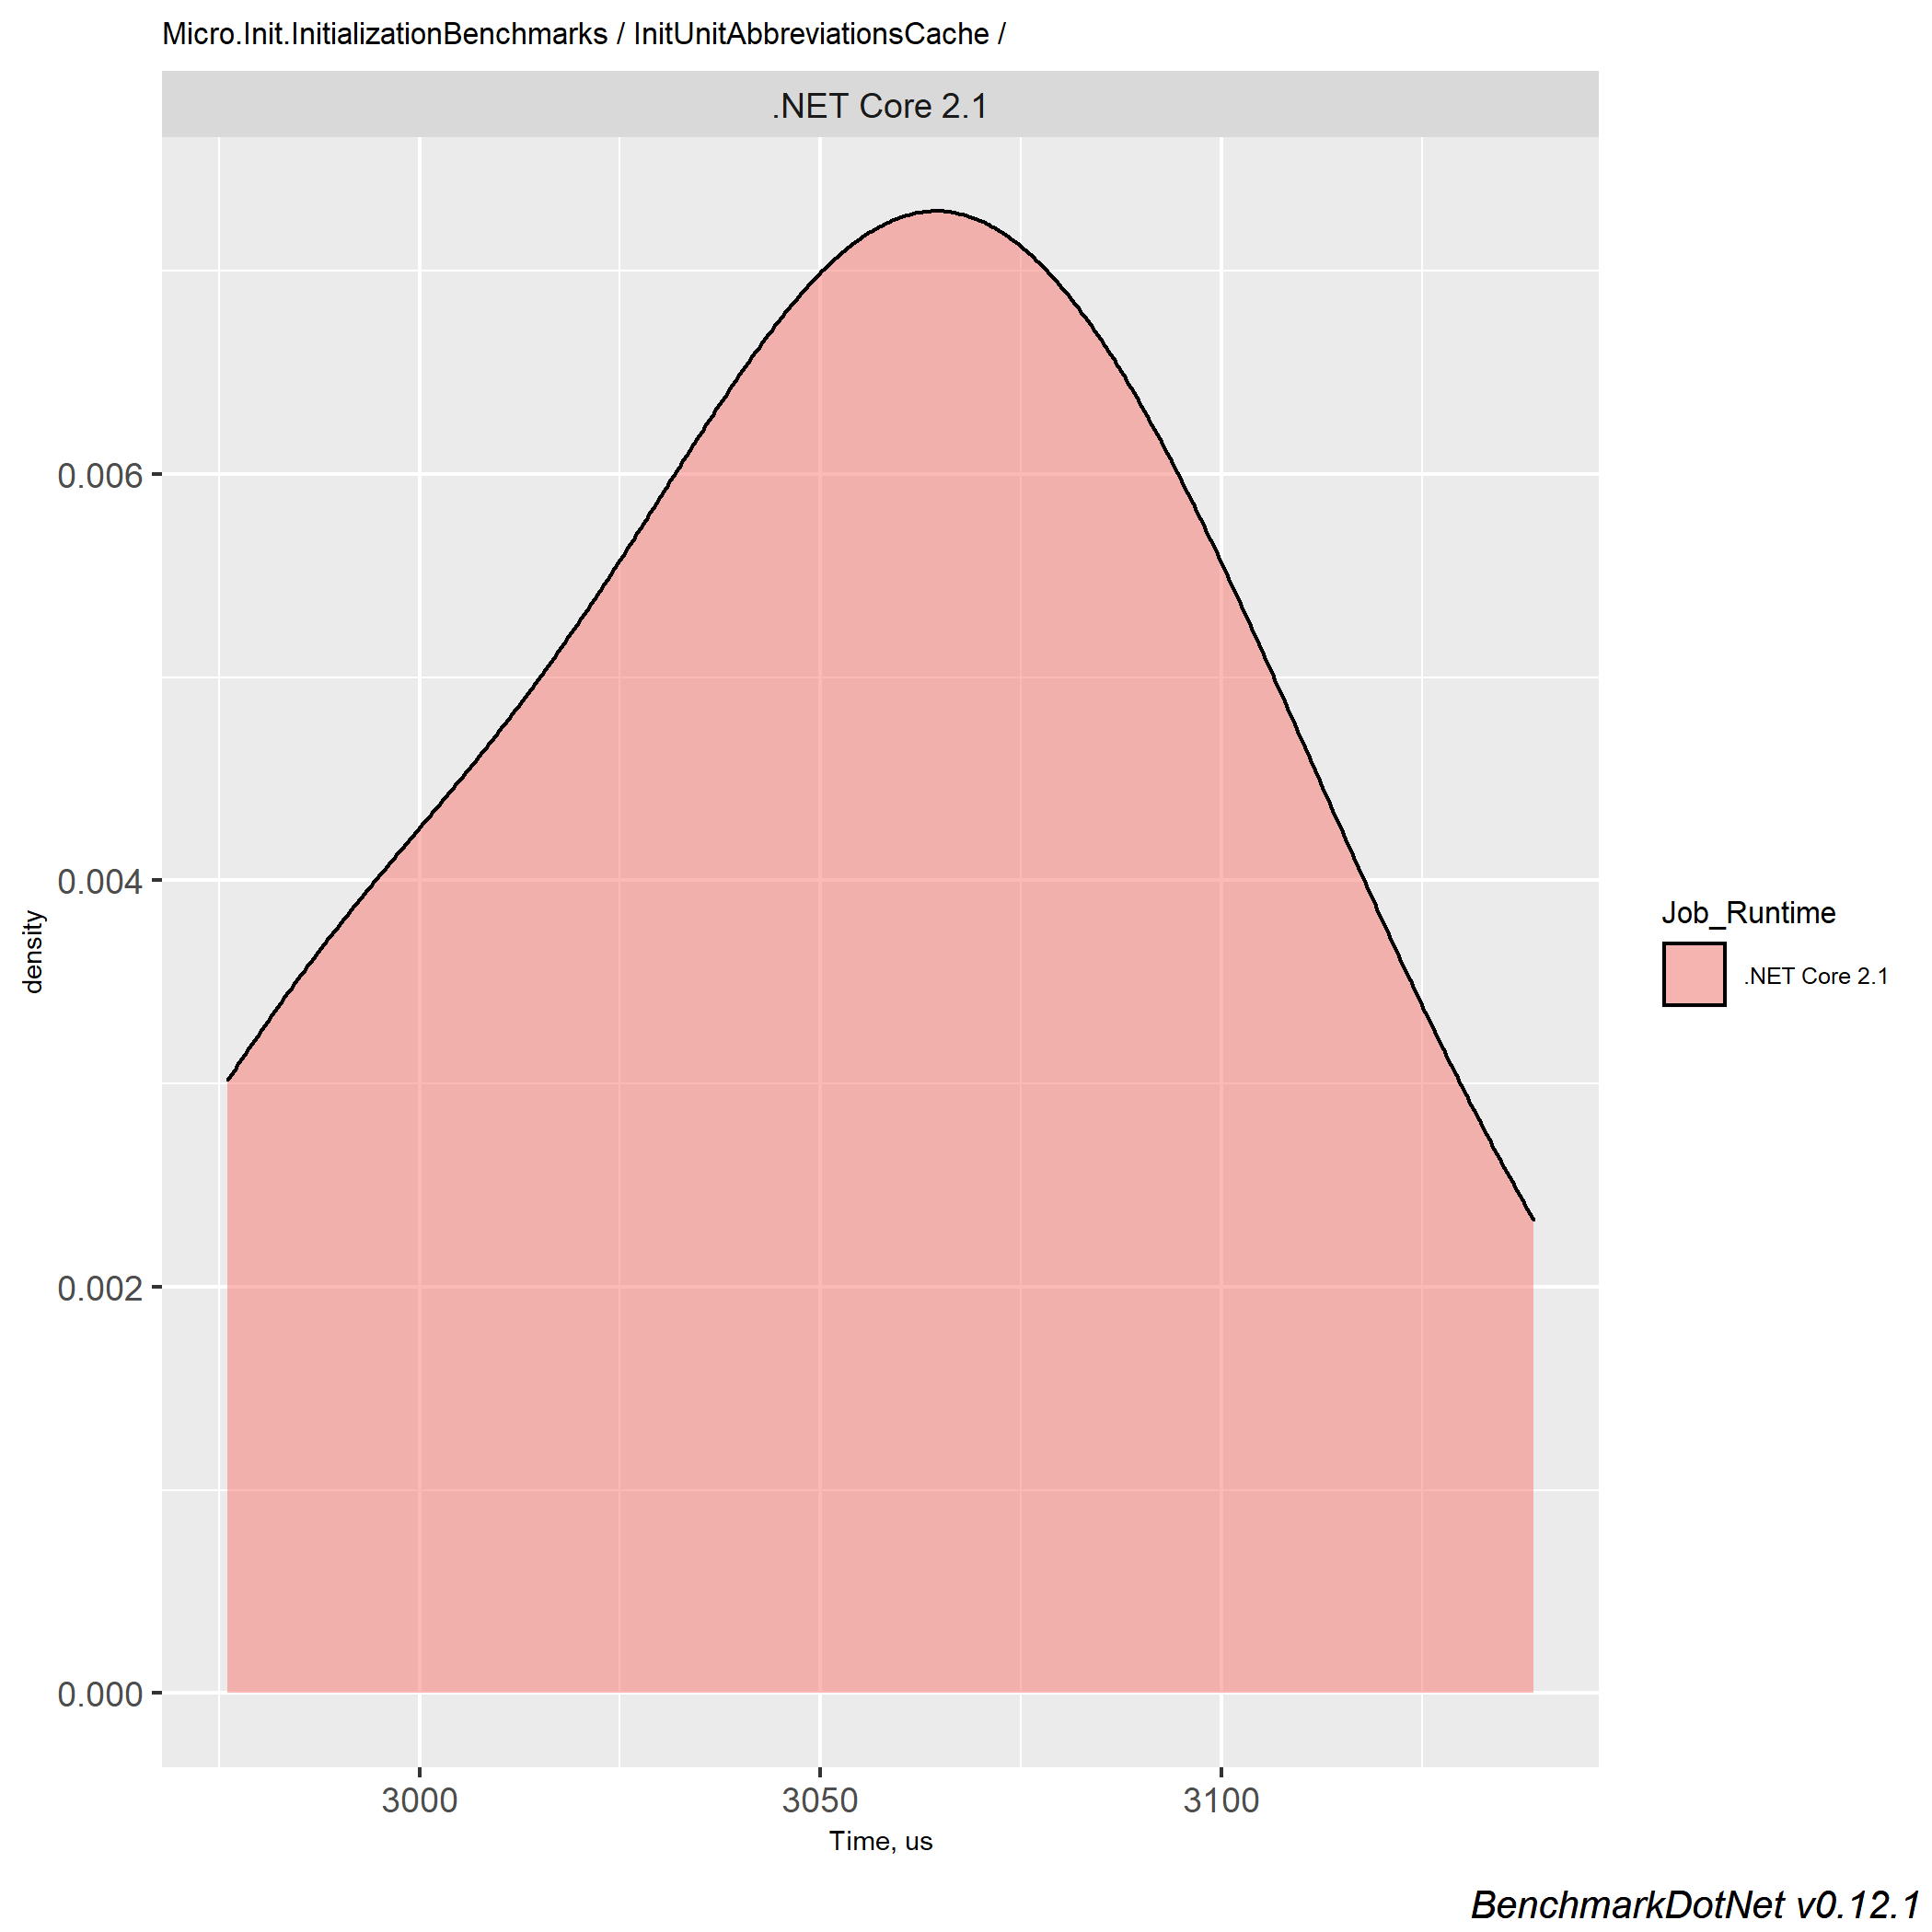 Micro.Init.InitializationBenchmarks / InitUnitAbbreviationsCache /
.NET Core 2.1
0.006
0.004
0.002
0.000
density
3000 3050 3100
Time, us
Job_Runtime
.NET Core 2.1
BenchmarkDotNet v0.12.1